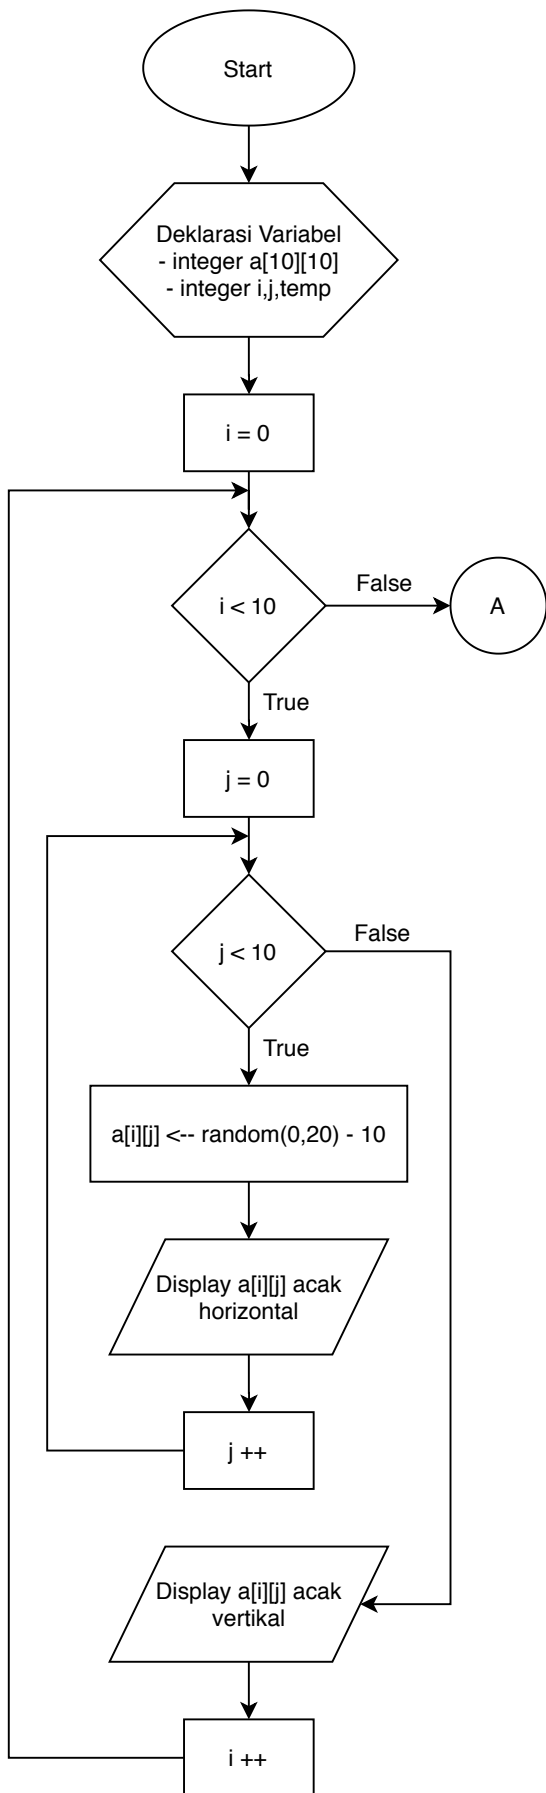 Start
Deklarasi Variabel
- integer a[10][10]
- integer i,j,temp
i = 0
i < 10
False
A
True
j = 0
j < 10
False
True
a[i][j] <-- random(0,20) - 10
Display a[i][j] acak
horizontal
j ++
Display a[i][j] acak
vertikal
i ++